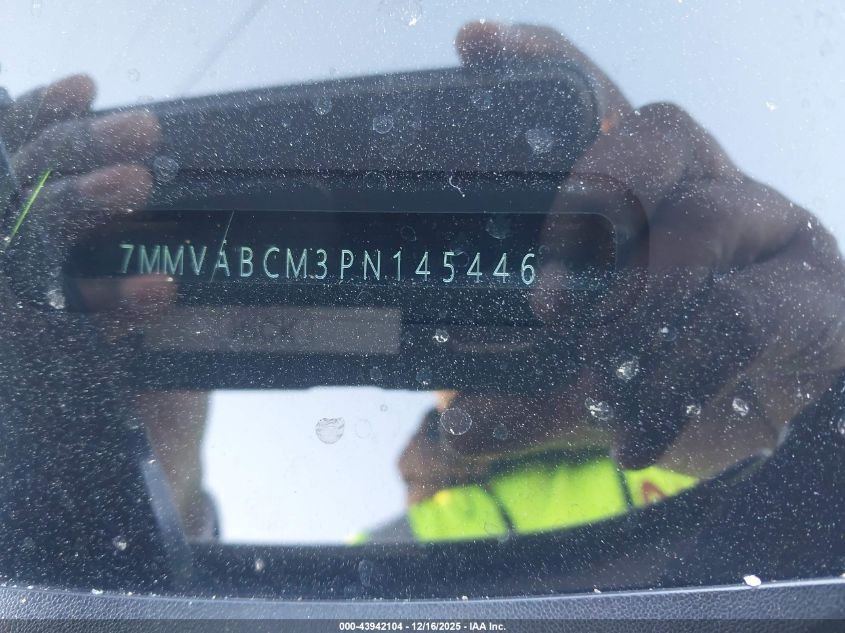 7MMVABCM3PN145446
000-43942104 - 12/16/2025 - IAA Inc.